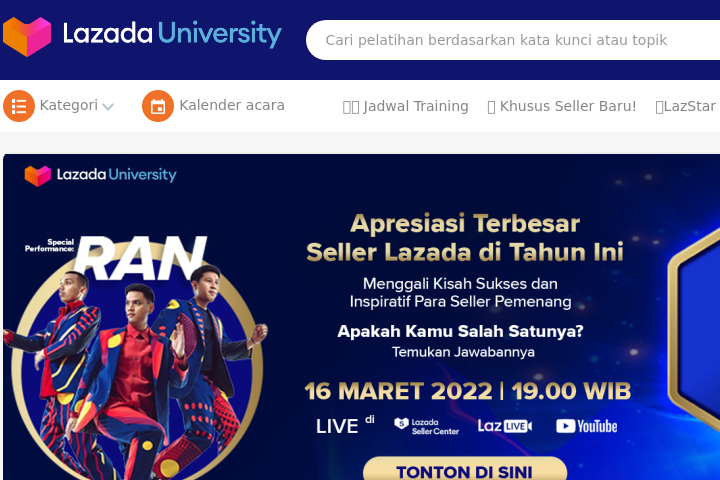 Lazada University
Cari pelatihan berdasarkan kata kunci atau topik
Kategori
Kalender acara
Jadwal Training
Khusus Seller Baru!
LazStar
Lazada University
Special
Performance:
RAN
Apresiasi Terbesar
Seller Lazada di Tahun Ini
Menggali Kisah Sukses dan
Inspiratif Para Seller Pemenang
Apakah Kamu Salah Satunya?
Temukan Jawabannya
16 MARET 2022 | 19.00 WIB
LIVE di
Lazada
Seller Center
Laz LIVE
YouTube
TONTON DI SINI